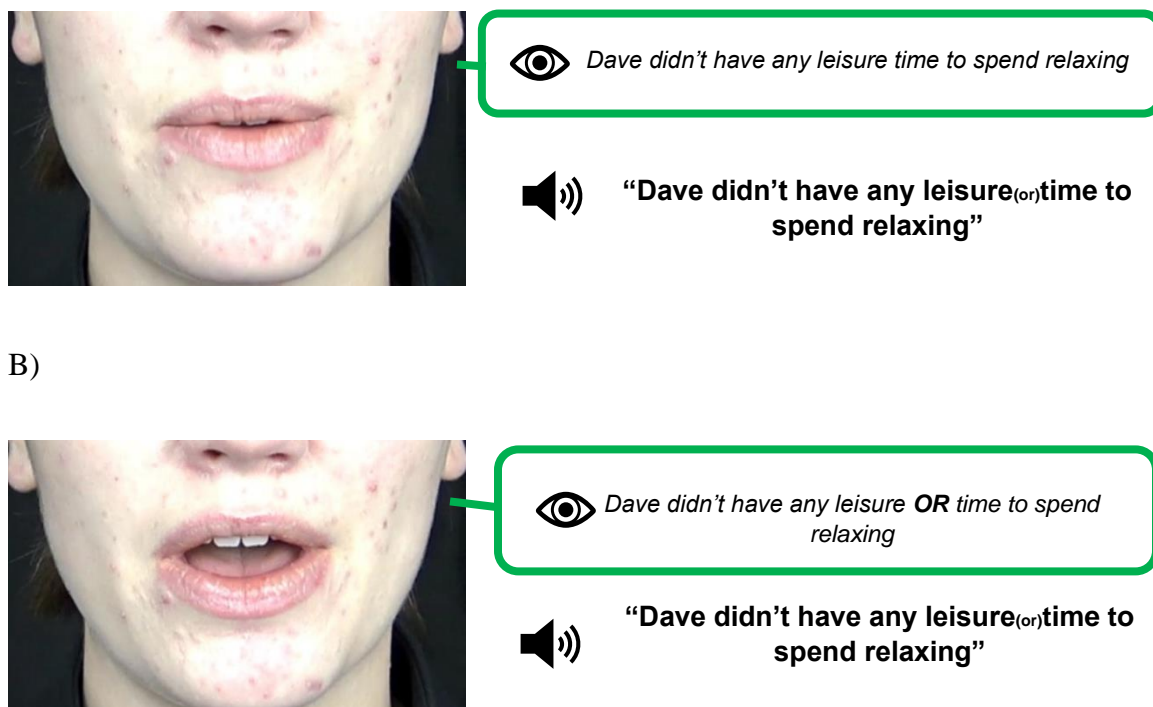 Dave didn’t have any leisure time to spend relaxing
“Dave didn’t have any leisure(or)time to
spend relaxing”
B)
Dave didn’t have any leisure OR time to spend
relaxing
“Dave didn’t have any leisure(or)time to
spend relaxing”